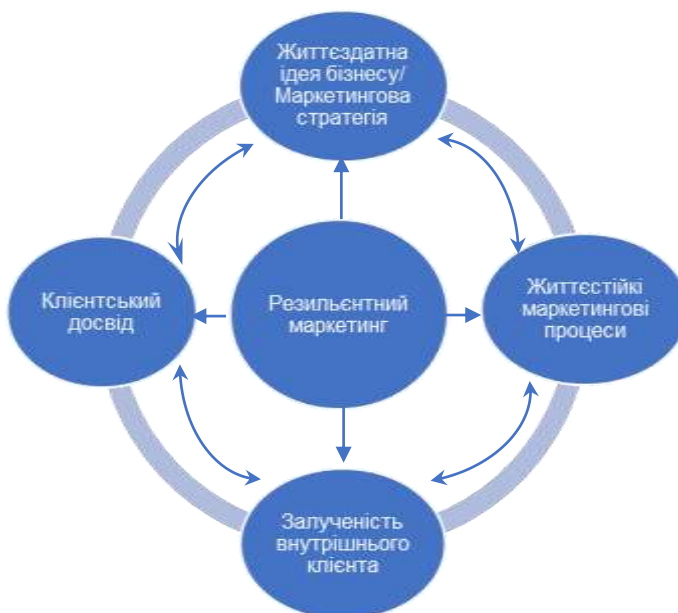 Життєздатна
ідея бізнесу/
Маркетингова
стратегія
Клієнтський
досвід
Резильєнтний
маркетинг
Життєстійкі
маркетингові
процеси
Залученість
внутрішнього
клієнта